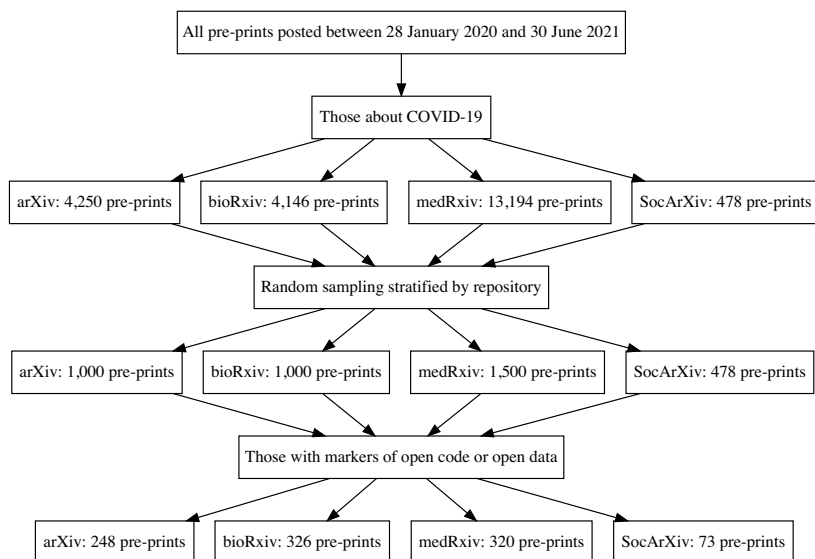 All pre-prints posted between 28 January 2020 and 30 June 2021
Those about COVID-19
arXiv: 4,250 pre-prints
bioRxiv: 4,146 pre-prints
medRxiv: 13,194 pre-prints
SocArXiv: 478 pre-prints
Random sampling stratified by repository
arXiv: 1,000 pre-prints
bioRxiv: 1,000 pre-prints
medRxiv: 1,500 pre-prints
SocArXiv: 478 pre-prints
Those with markers of open code or open data
arXiv: 248 pre-prints
bioRxiv: 326 pre-prints
medRxiv: 320 pre-prints
SocArXiv: 73 pre-prints